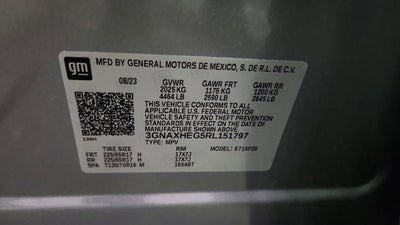 gm
MFD BY GENERAL MOTORS DE MEXICO, S. DE R.L. DE C.V.
08/23 GVWR GAWR FRT GAWR RR
2025 KG 1175 KG 1200 KG
4464 LB 2590 LB 2645 LB
THIS VEHICLE CONFORMS TO ALL APPLICABLE
U.S. FEDERAL MOTOR VEHICLE SAFETY,
THEFT PREVENTION STANDARDS
IN EFFECT ON THE DATE OF
MANUFACTURE SHOWN ABOVE.
3GNAXHEG5RL151797
TYPE: MPV
TIRE SIZE RIM MODEL:
FRT 225/65R17 H 17X7J
RR 225/65R17 H 17X7J
SPA T135/70R16 M 16X4BT